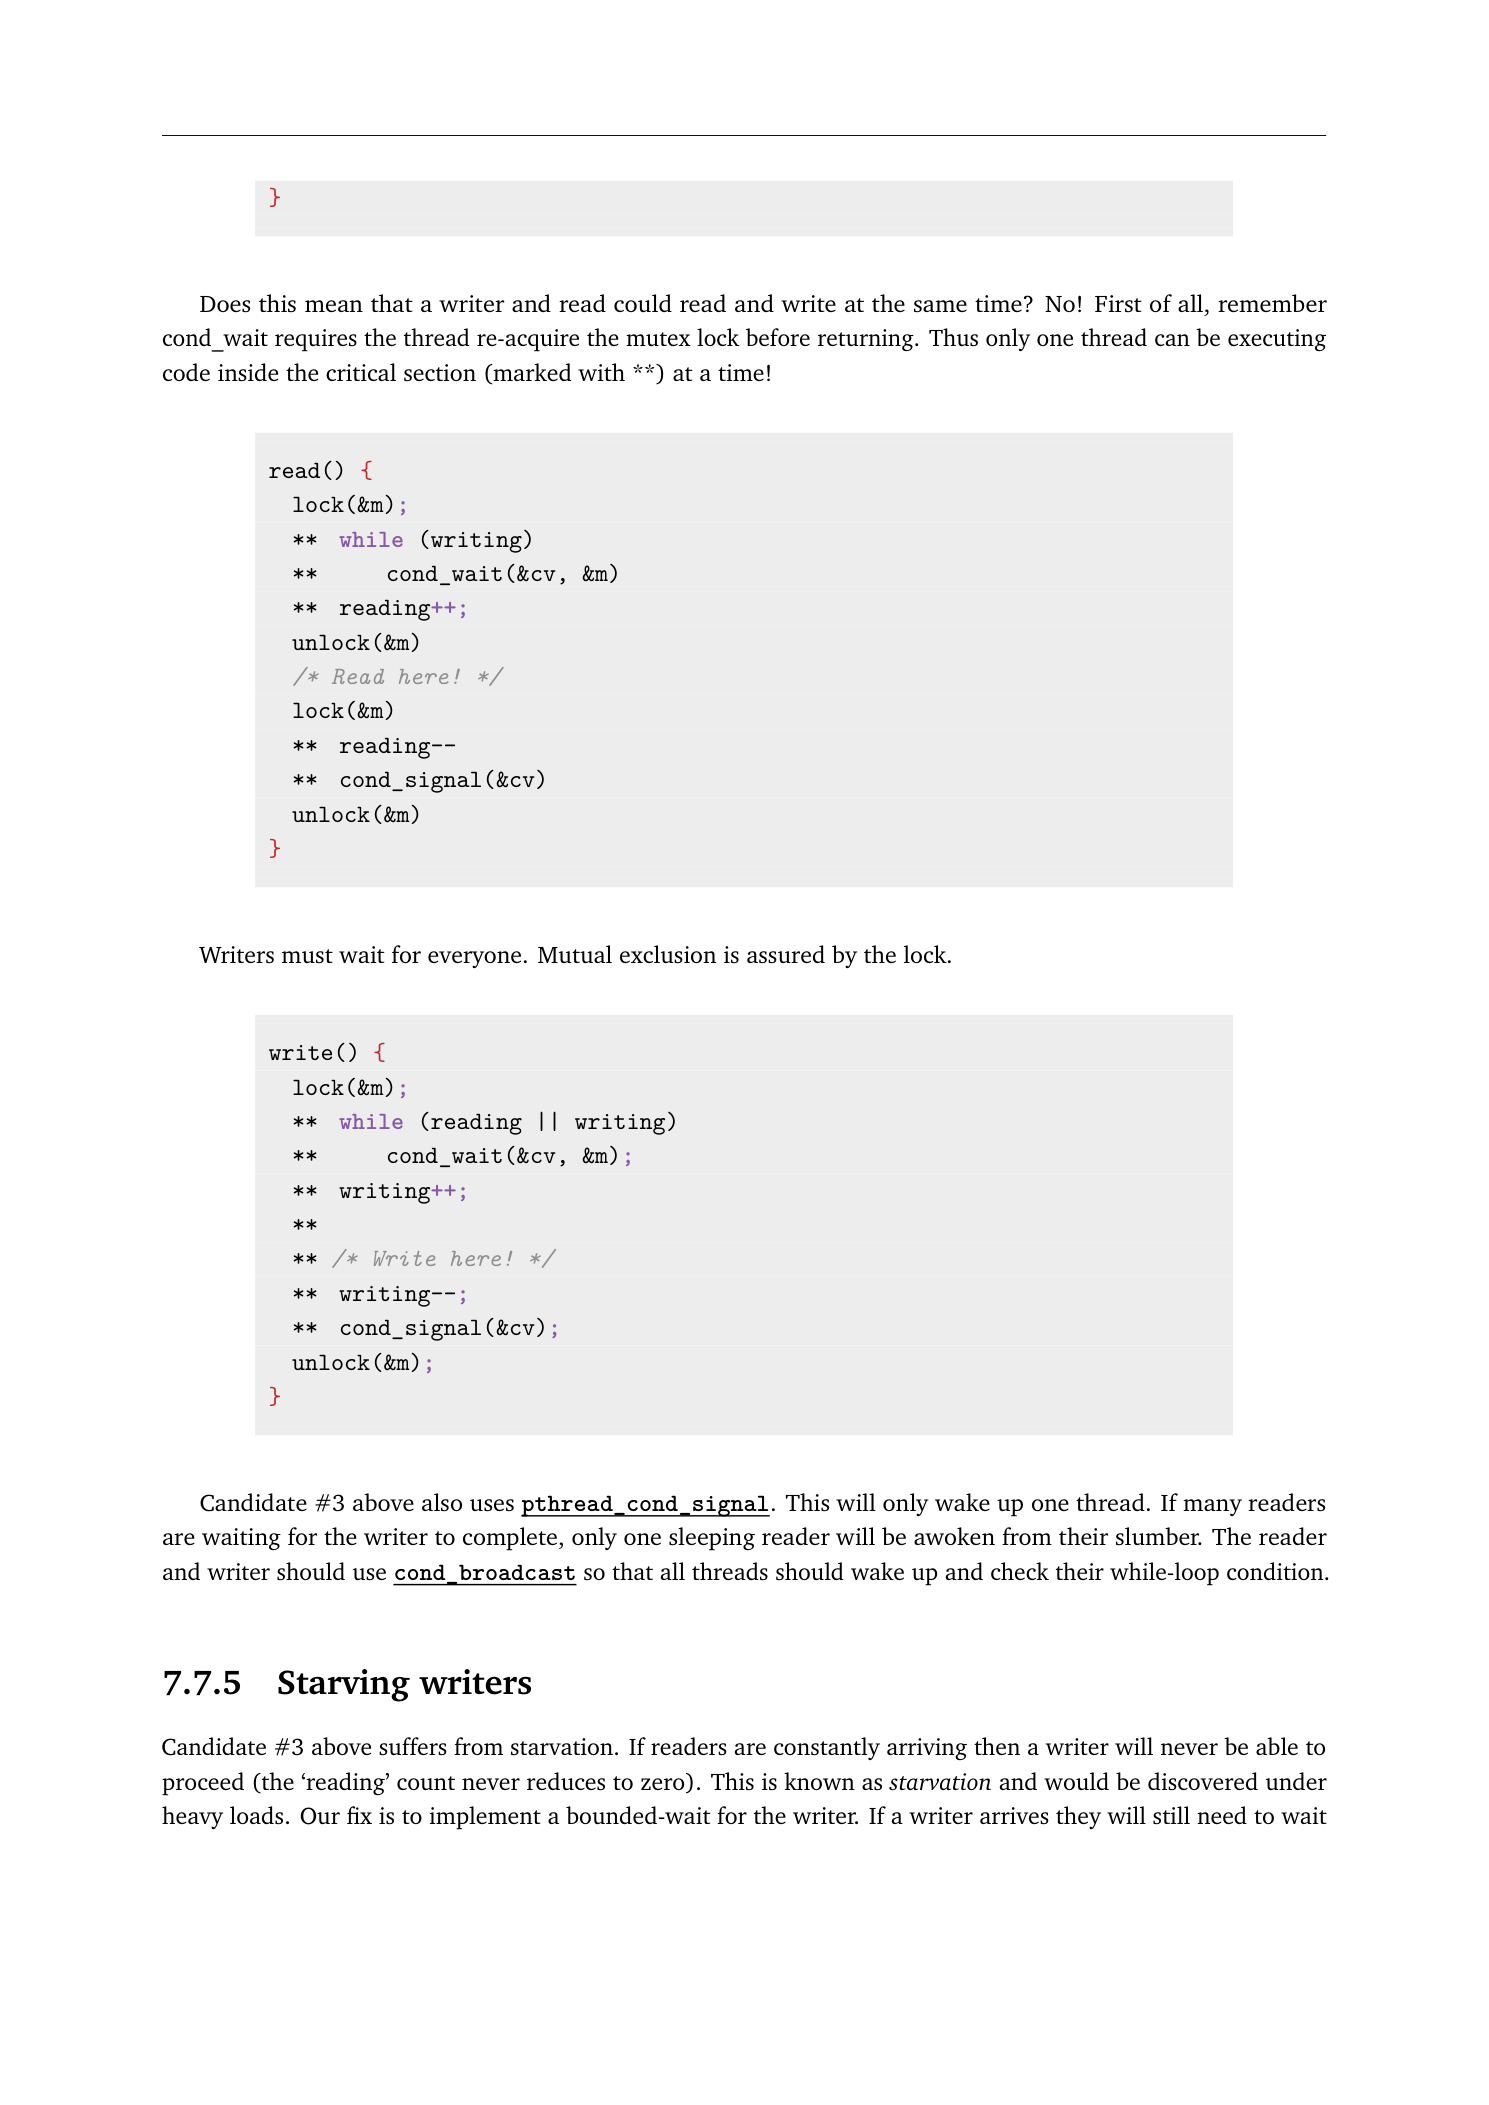 }
Does this mean that a writer and read could read and write at the same time? No! First of all, remember
cond_wait requires the thread re-acquire the mutex lock before returning. Thus only one thread can be executing
code inside the critical section (marked with **) at a time!
read() {
  lock(&m);
  ** while (writing)
  **     cond_wait(&cv, &m)
  ** reading++;
  unlock(&m)
  /* Read here! */
  lock(&m)
  ** reading--
  ** cond_signal(&cv)
  unlock(&m)
}
Writers must wait for everyone. Mutual exclusion is assured by the lock.
write() {
  lock(&m);
  ** while (reading || writing)
  **     cond_wait(&cv, &m);
  ** writing++;
  **
  ** /* Write here! */
  ** writing--;
  ** cond_signal(&cv);
  unlock(&m);
}
Candidate #3 above also uses pthread_cond_signal. This will only wake up one thread. If many readers
are waiting for the writer to complete, only one sleeping reader will be awoken from their slumber. The reader
and writer should use cond_broadcast so that all threads should wake up and check their while-loop condition.
7.7.5 Starving writers
Candidate #3 above suffers from starvation. If readers are constantly arriving then a writer will never be able to
proceed (the ‘reading’ count never reduces to zero). This is known as starvation and would be discovered under
heavy loads. Our fix is to implement a bounded-wait for the writer. If a writer arrives they will still need to wait